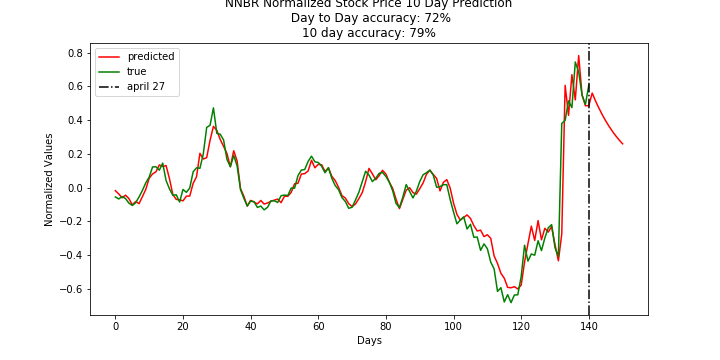 NNBR Normalized Stock Price 10 Day Prediction
Day to Day accuracy: 72%
10 day accuracy: 79%
predicted
true
april 27
0.8
0.6
0.4
0.2
0.0
−0.2
−0.4
−0.6
Normalized Values
0 20 40 60 80 100 120 140
Days